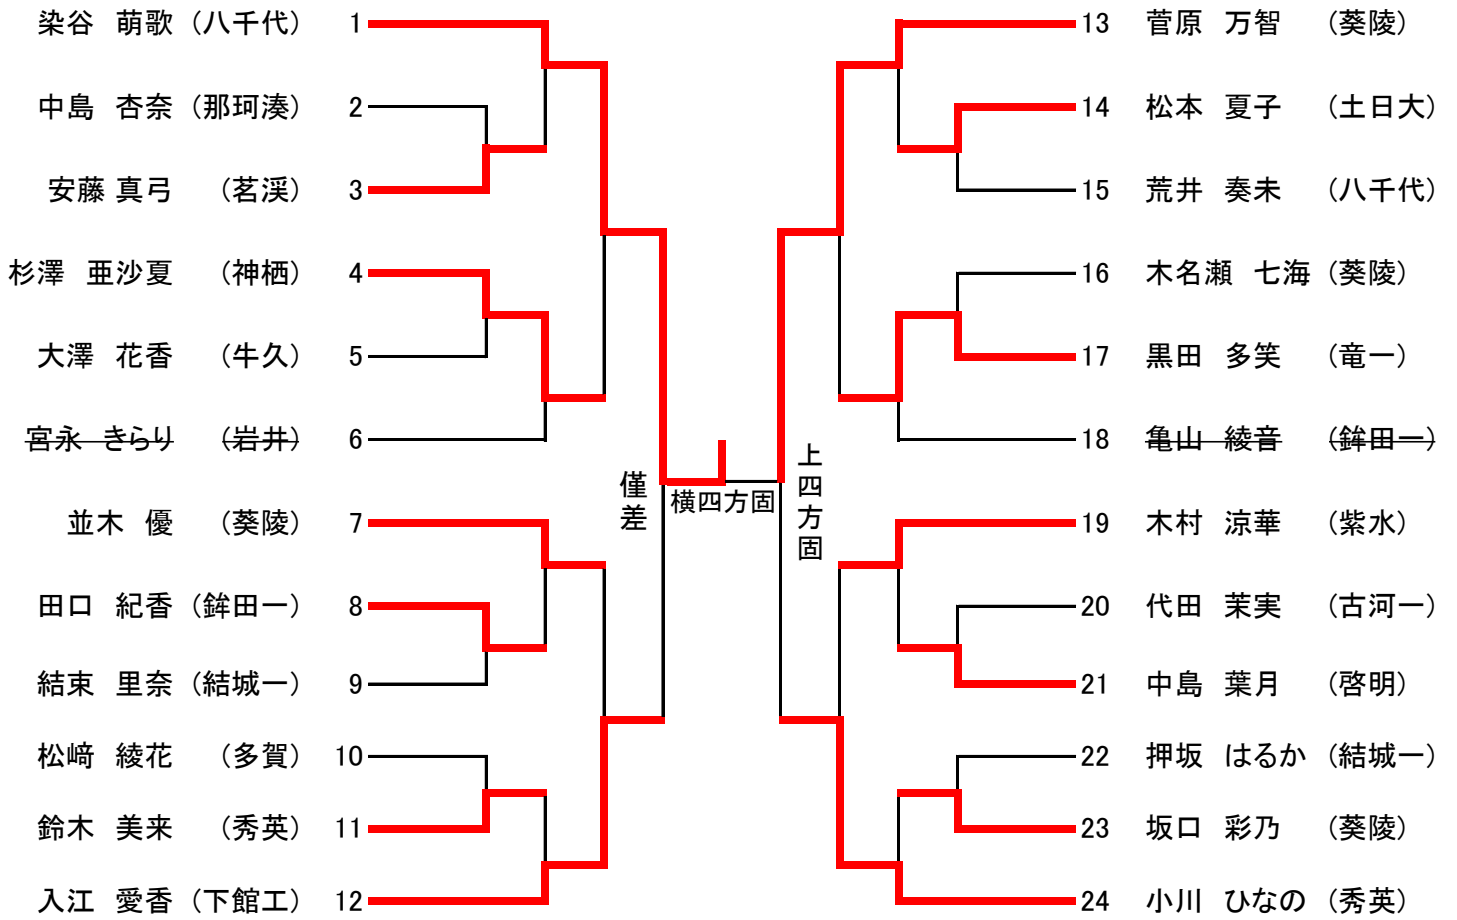 染谷 萌歌 (八千代) 1
中島 杏奈 (那珂湊) 2
安藤 真弓 (茗渓) 3
杉澤 亜沙夏 (神栖) 4
大澤 花香 (牛久) 5
宮永 きらり (岩井) 6
並木 優 (葵陵) 7
田口 紀香 (鉾田一) 8
結束 里奈 (結城一) 9
松﨑 綾花 (多賀) 10
鈴木 美来 (秀英) 11
入江 愛香 (下館工) 12
僅差
横四方固
上四方固
13 菅原 万智 (葵陵)
14 松本 夏子 (土日大)
15 荒井 奏未 (八千代)
16 木名瀬 七海 (葵陵)
17 黒田 多笑 (竜一)
18 亀山 綾音 (鉾田一)
19 木村 涼華 (紫水)
20 代田 茉実 (古河一)
21 中島 葉月 (啓明)
22 押坂 はるか (結城一)
23 坂口 彩乃 (葵陵)
24 小川 ひなの (秀英)